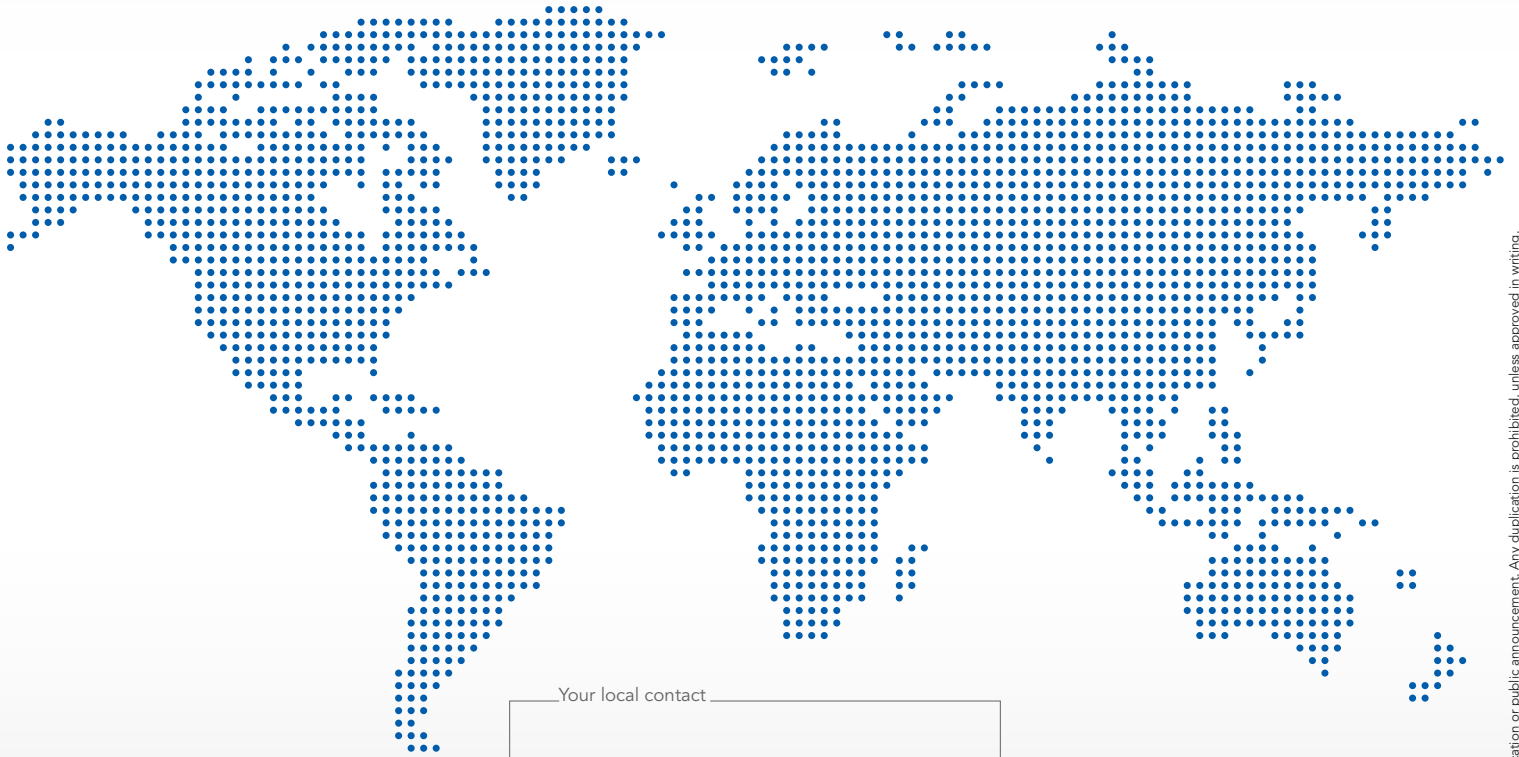 Your local contact
ation or public announcement. Any duplication is prohibited, unless approved in writing.